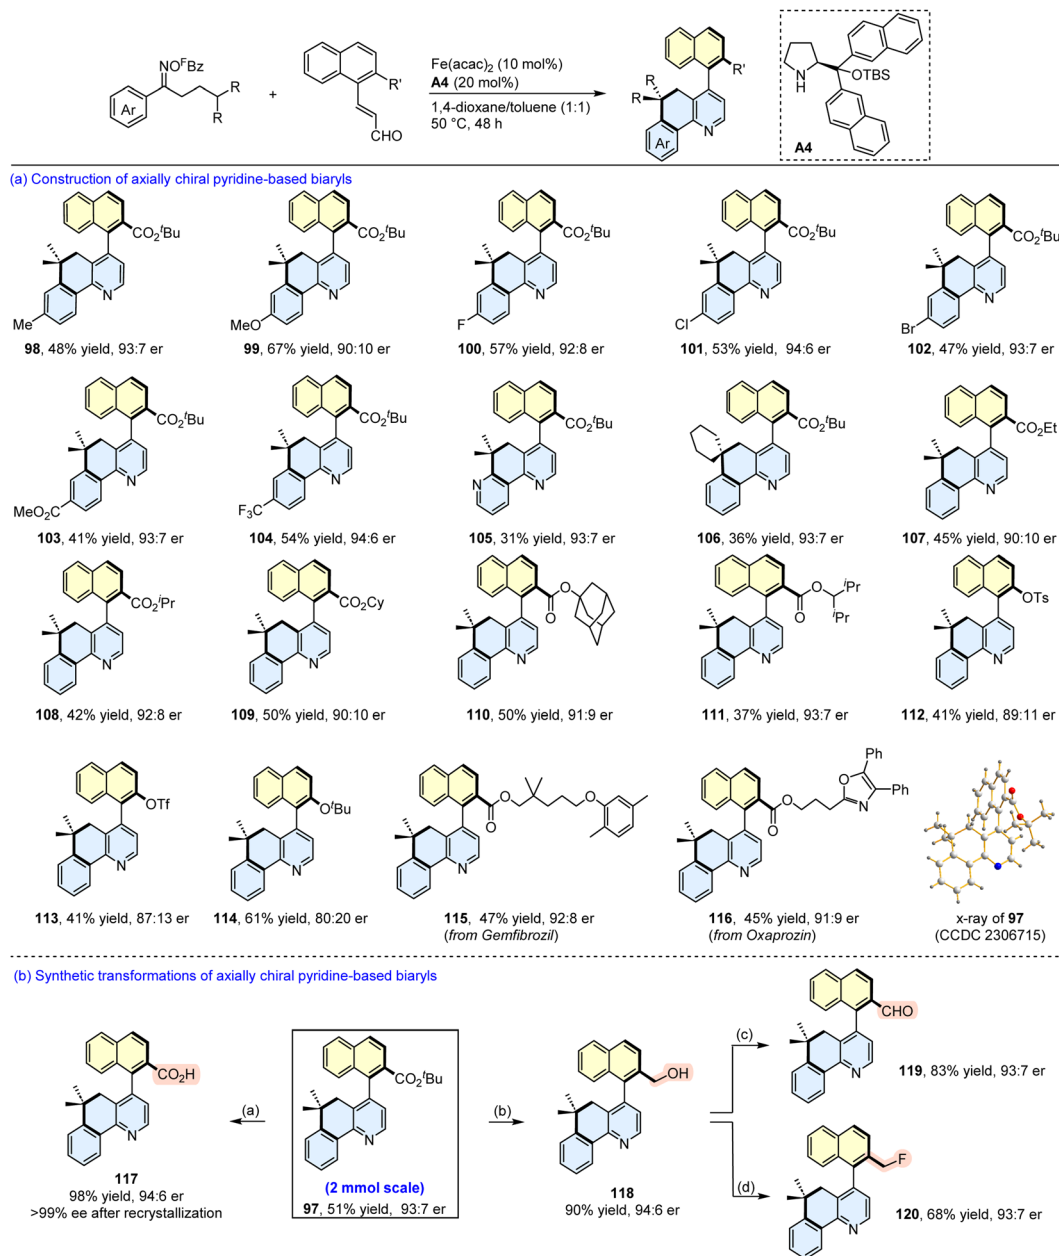 NOᶠBz
Ar
R
R
+
R'
CHO
Fe(acac)₂ (10 mol%)
A4 (20 mol%)
1,4-dioxane/toluene (1:1)
50 °C, 48 h
R'
R
R
Ar
N
N
H
OTBS
A4
(a) Construction of axially chiral pyridine-based biaryls
CO₂ᵗBu
N
Me
98, 48% yield, 93:7 er
CO₂ᵗBu
N
MeO
99, 67% yield, 90:10 er
CO₂ᵗBu
N
F
100, 57% yield, 92:8 er
CO₂ᵗBu
N
Cl
101, 53% yield, 94:6 er
CO₂ᵗBu
N
Br
102, 47% yield, 93:7 er
CO₂ᵗBu
N
MeO₂C
103, 41% yield, 93:7 er
CO₂ᵗBu
N
F₃C
104, 54% yield, 94:6 er
CO₂ᵗBu
N
N
105, 31% yield, 93:7 er
CO₂ᵗBu
N
106, 36% yield, 93:7 er
CO₂Et
N
107, 45% yield, 90:10 er
CO₂ⁱPr
N
108, 42% yield, 92:8 er
CO₂Cy
N
109, 50% yield, 90:10 er
O
O
N
110, 50% yield, 91:9 er
O
i-Pr
i-Pr
O
N
111, 37% yield, 93:7 er
OTs
N
112, 41% yield, 89:11 er
OTf
N
113, 41% yield, 87:13 er
OᵗBu
N
114, 61% yield, 80:20 er
O
O
O
N
115, 47% yield, 92:8 er
(from Gemfibrozil)
Ph
O
Ph
N
O
O
N
116, 45% yield, 91:9 er
(from Oxaprozin)
x-ray of 97
(CCDC 2306715)
(b) Synthetic transformations of axially chiral pyridine-based biaryls
CO₂H
N
117
98% yield, 94:6 er
>99% ee after recrystallization
(a)
CO₂ᵗBu
N
(2 mmol scale)
97, 51% yield, 93:7 er
(b)
OH
N
118
90% yield, 94:6 er
(c)
CHO
N
119, 83% yield, 93:7 er
(d)
F
N
120, 68% yield, 93:7 er